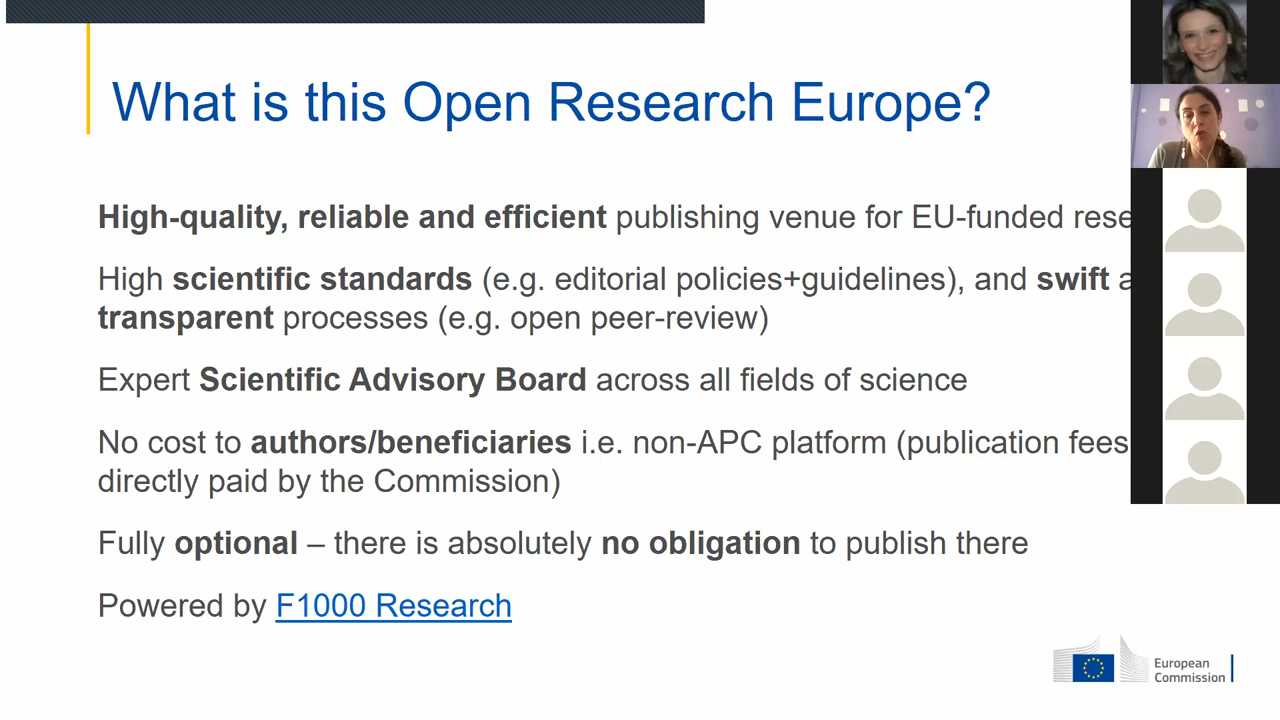 What is this Open Research Europe?
High-quality, reliable and efficient publishing venue for EU-funded
High scientific standards (e.g. editorial policies+guidelines), and swift
transparent processes (e.g. open peer-review)
Expert Scientific Advisory Board across all fields of science
No cost to authors/beneficiaries i.e. non-APC platform (publication fees
directly paid by the Commission)
Fully optional – there is absolutely no obligation to publish there
Powered by F1000 Research
European
Commission